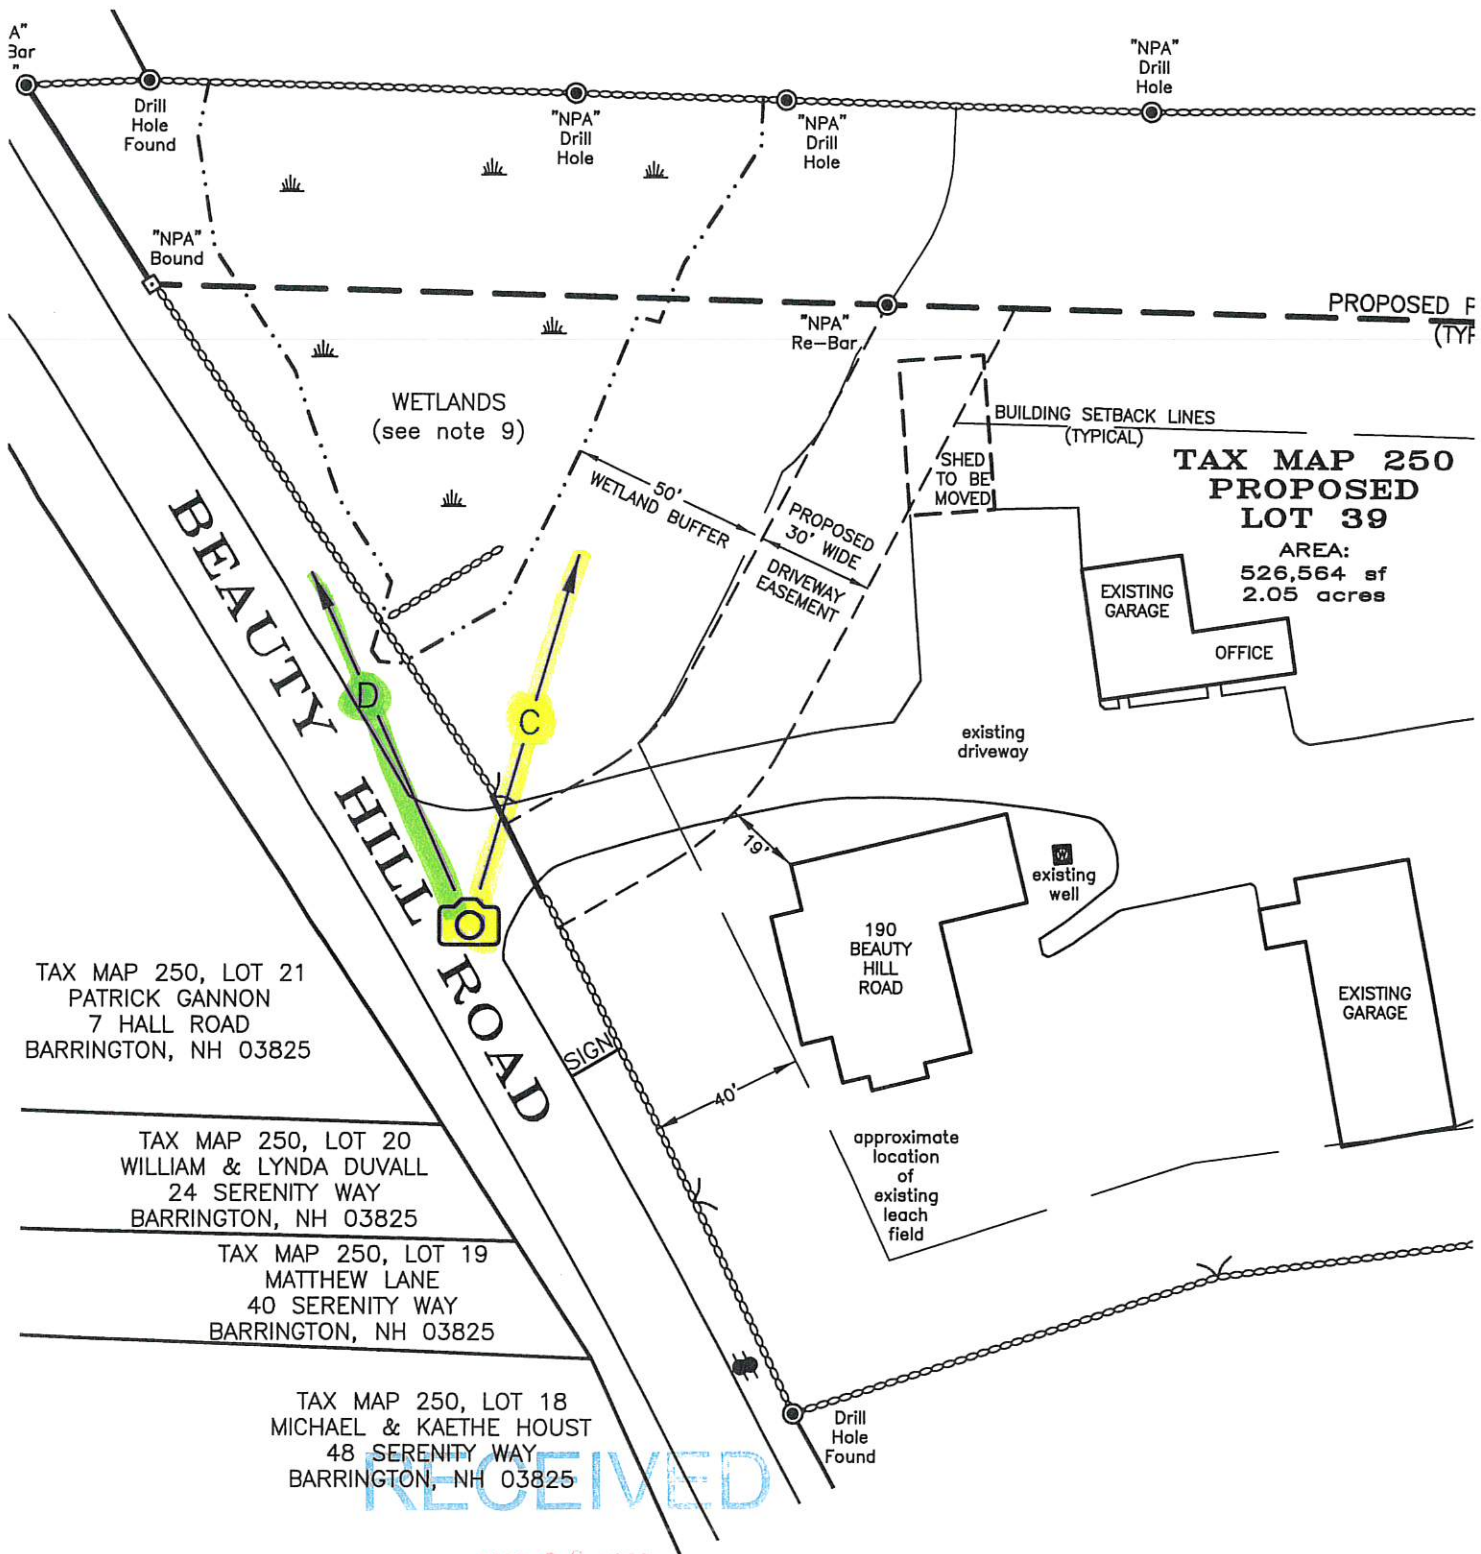 A"
Bar
"
Drill
Hole
Found
"NPA"
Drill
Hole
"NPA"
Drill
Hole
"NPA"
Drill
Hole
"NPA"
Bound
"NPA"
Re-Bar
PROPOSED
(TYP
WETLANDS
(see note 9)
50'
WETLAND BUFFER
PROPOSED
30' WIDE
DRIVEWAY
EASEMENT
SHED
TO BE
MOVED
BUILDING SETBACK LINES
(TYPICAL)
TAX MAP 250
PROPOSED
LOT 39
AREA:
526,564 sf
2.05 acres
EXISTING
GARAGE
OFFICE
D
C
existing
driveway
BEAUTY HILL ROAD
19'
W
existing
well
190
BEAUTY
HILL
ROAD
EXISTING
GARAGE
SIGN
40'
approximate
location
of
existing
leach
field
TAX MAP 250, LOT 21
PATRICK GANNON
7 HALL ROAD
BARRINGTON, NH 03825
TAX MAP 250, LOT 20
WILLIAM & LYNDA DUVALL
24 SERENITY WAY
BARRINGTON, NH 03825
TAX MAP 250, LOT 19
MATTHEW LANE
40 SERENITY WAY
BARRINGTON, NH 03825
TAX MAP 250, LOT 18
MICHAEL & KAETHE HOUST
48 SERENITY WAY
BARRINGTON, NH 03825
RECEIVED
Drill
Hole
Found